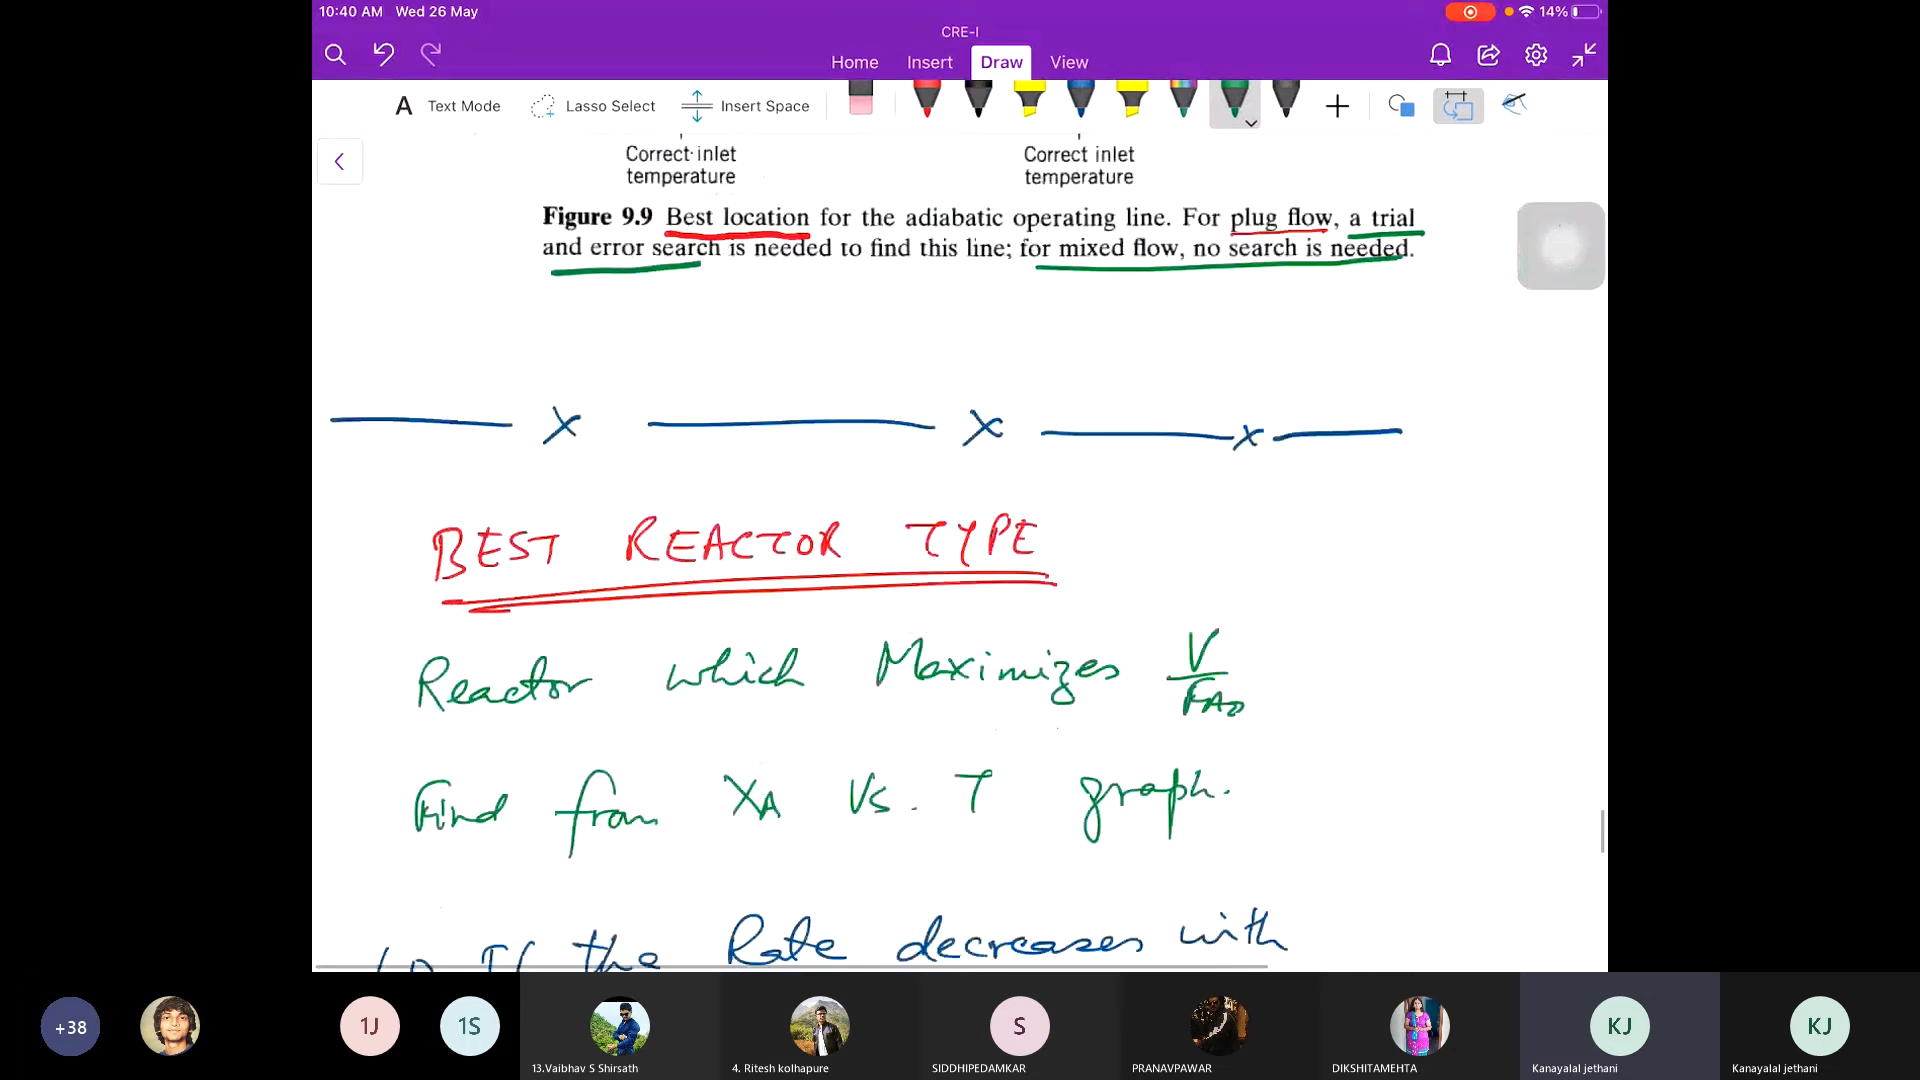 10:40 AM Wed 26 May
14%
CRE-I
Home Insert Draw View
A Text Mode Lasso Select Insert Space
Correct inlet
temperature
Correct inlet
temperature
Figure 9.9 Best location for the adiabatic operating line. For plug flow, a trial
and error search is needed to find this line; for mixed flow, no search is needed.
x x x
BEST REACTOR TYPE
Reactor which Maximizes V/FA0
Find from XA Vs. T graph.
the Rate decreases with
+38
1J
1S
S
KJ
KJ
13.Vaibhav S Shirsath
4. Ritesh kolhapure
SIDDHIPEDAMKAR
PRANAVPAWAR
DIKSHITAMEHTA
Kanayalal jethani
Kanayalal jethani